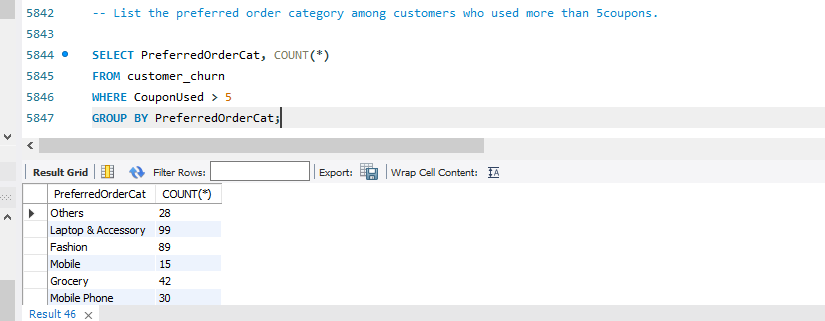 5842 -- List the preferred order category among customers who used more than 5coupons.
5843
5844 SELECT PreferredOrderCat, COUNT(*)
5845 FROM customer_churn
5846 WHERE CouponUsed > 5
5847 GROUP BY PreferredOrderCat;
Result Grid Filter Rows: Export: Wrap Cell Content: IA
PreferredOrderCat COUNT(*)
Others 28
Laptop & Accessory 99
Fashion 89
Mobile 15
Grocery 42
Mobile Phone 30
Result 46 ×